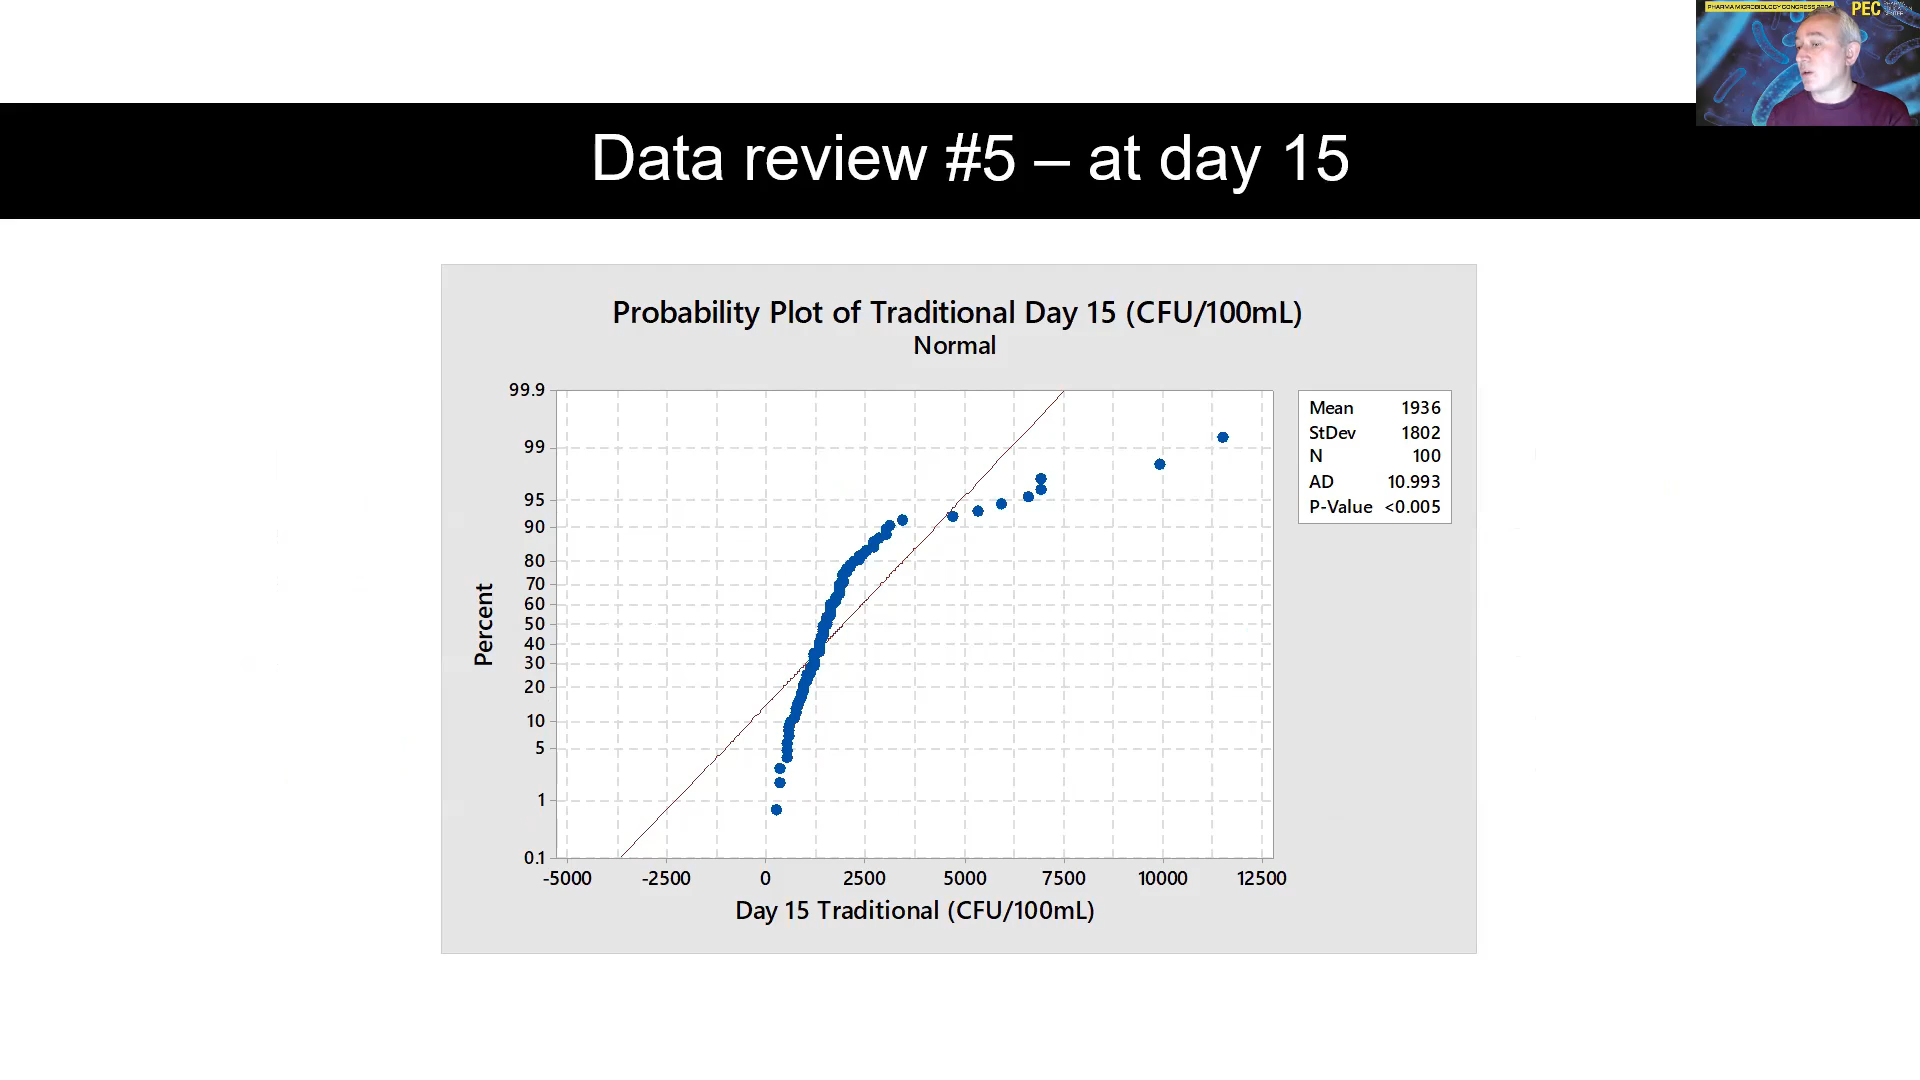 PHARMA MICROBIOLOGY CONGRESS
PEC
Data review #5 – at day 15
Probability Plot of Traditional Day 15 (CFU/100mL)
Normal
99.9
99
95
90
80
70
60
50
40
30
20
10
5
1
0.1
Percent
-5000 -2500 0 2500 5000 7500 10000 12500
Day 15 Traditional (CFU/100mL)
Mean 1936
StDev 1802
N 100
AD 10.993
P-Value <0.005